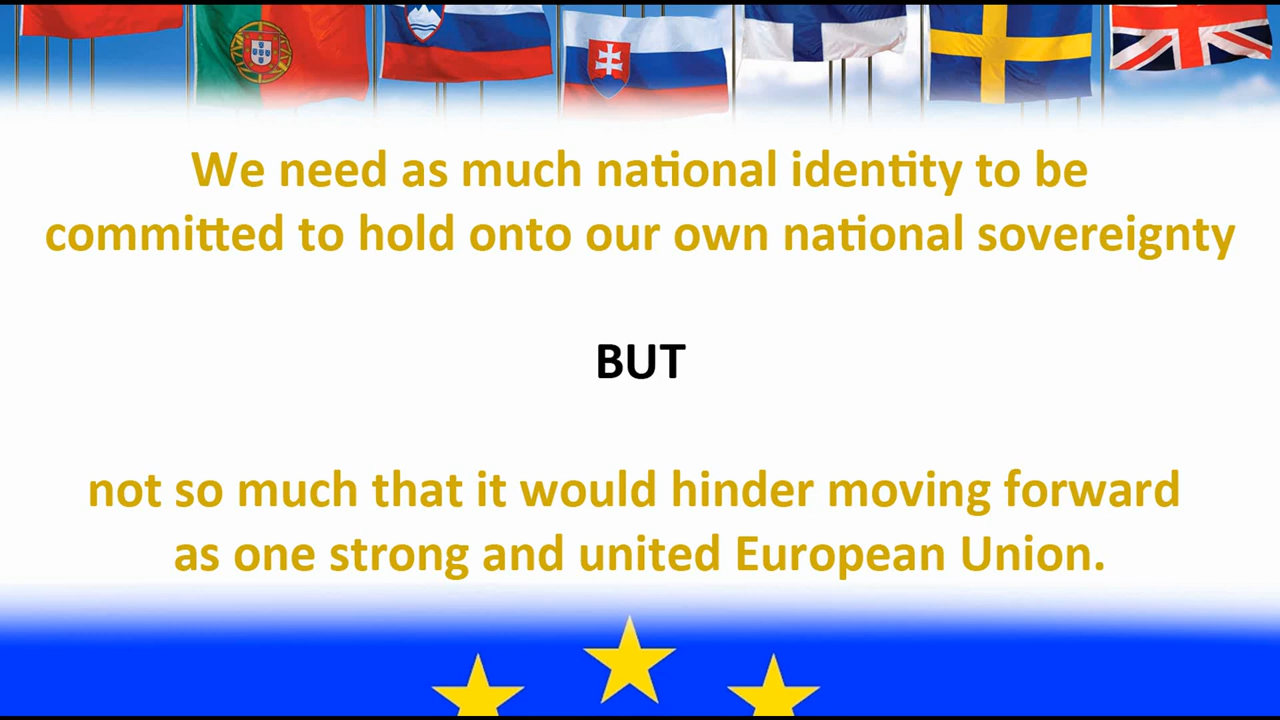 We need as much national identity to be
committed to hold onto our own national sovereignty
BUT
not so much that it would hinder moving forward
as one strong and united European Union.